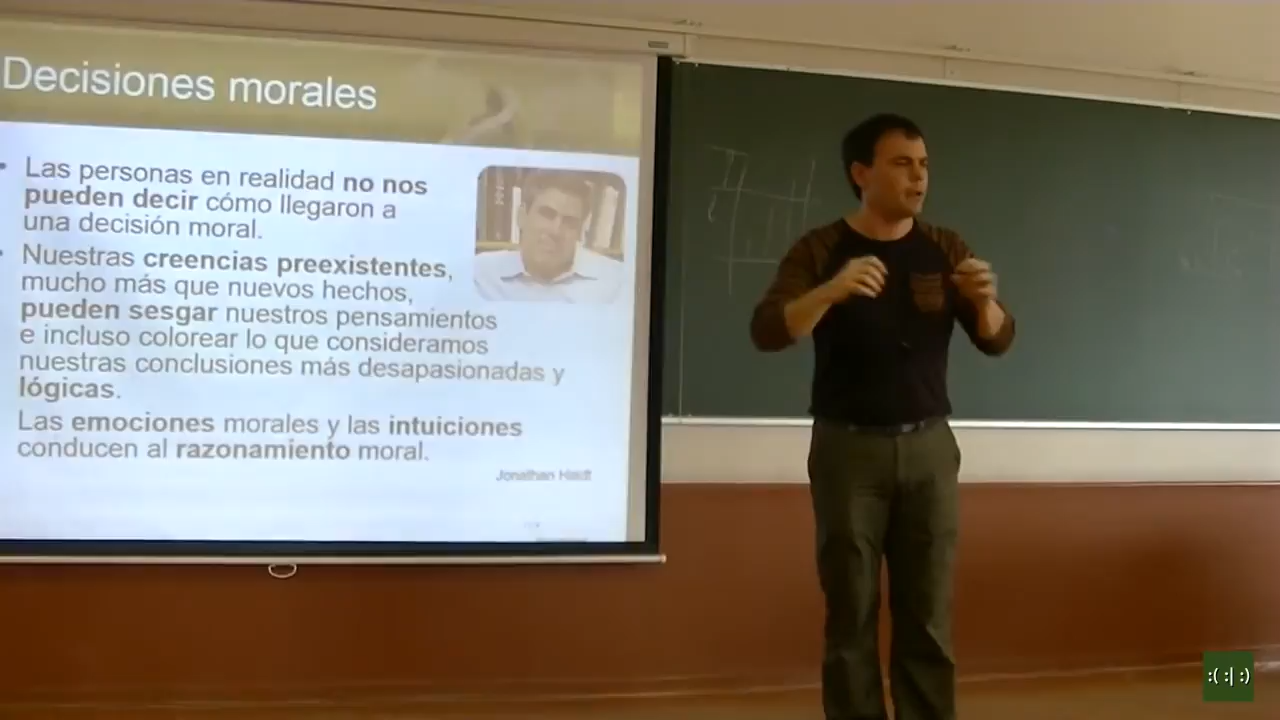 Decisiones morales
• Las personas en realidad no nos
pueden decir cómo llegaron a
una decisión moral.
• Nuestras creencias preexistentes,
mucho más que nuevos hechos,
pueden sesgar nuestros pensamientos
e incluso colorear lo que consideramos
nuestras conclusiones más desapasionadas y
lógicas.
Las emociones morales y las intuiciones
conducen al razonamiento moral.
Jonathan Haidt
:( :| :)